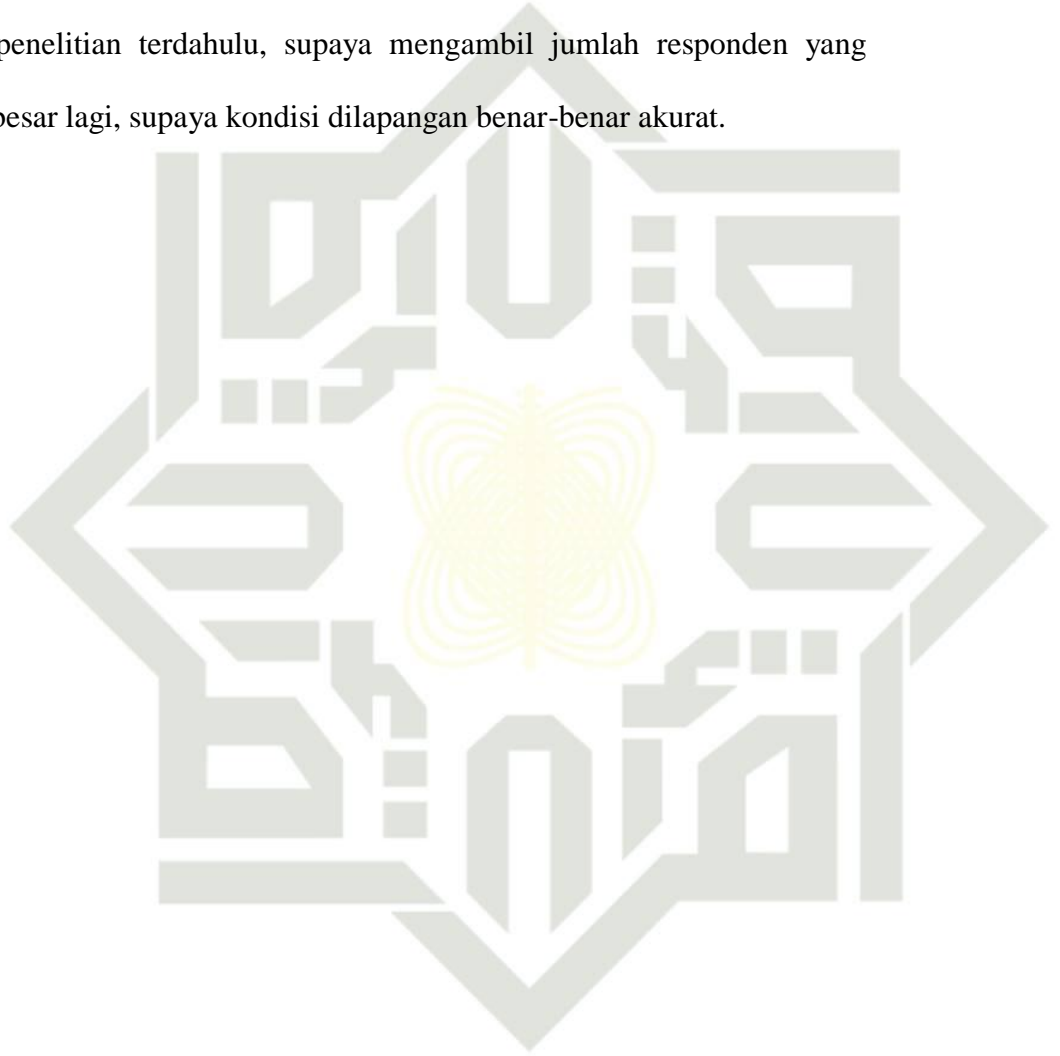 penelitian terdahulu, supaya mengambil jumlah responden yang
besar lagi, supaya kondisi dilapangan benar-benar akurat.